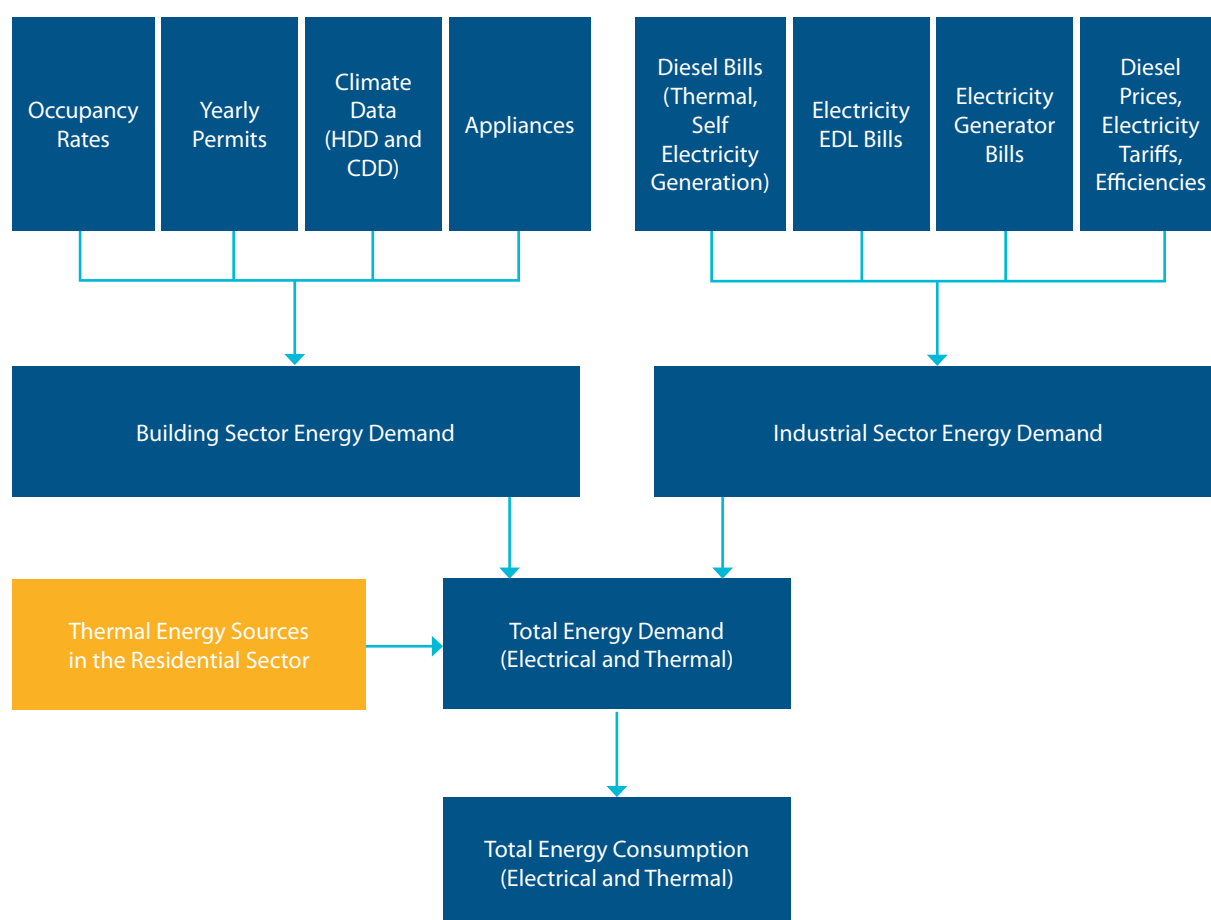 Occupancy
Rates
Yearly
Permits
Climate
Data
(HDD and
CDD)
Appliances
Diesel Bills
(Thermal,
Self
Electricity
Generation)
Electricity
EDL Bills
Electricity
Generator
Bills
Diesel
Prices,
Electricity
Tariffs,
Efficiencies
Building Sector Energy Demand
Industrial Sector Energy Demand
Thermal Energy Sources
in the Residential Sector
Total Energy Demand
(Electrical and Thermal)
Total Energy Consumption
(Electrical and Thermal)